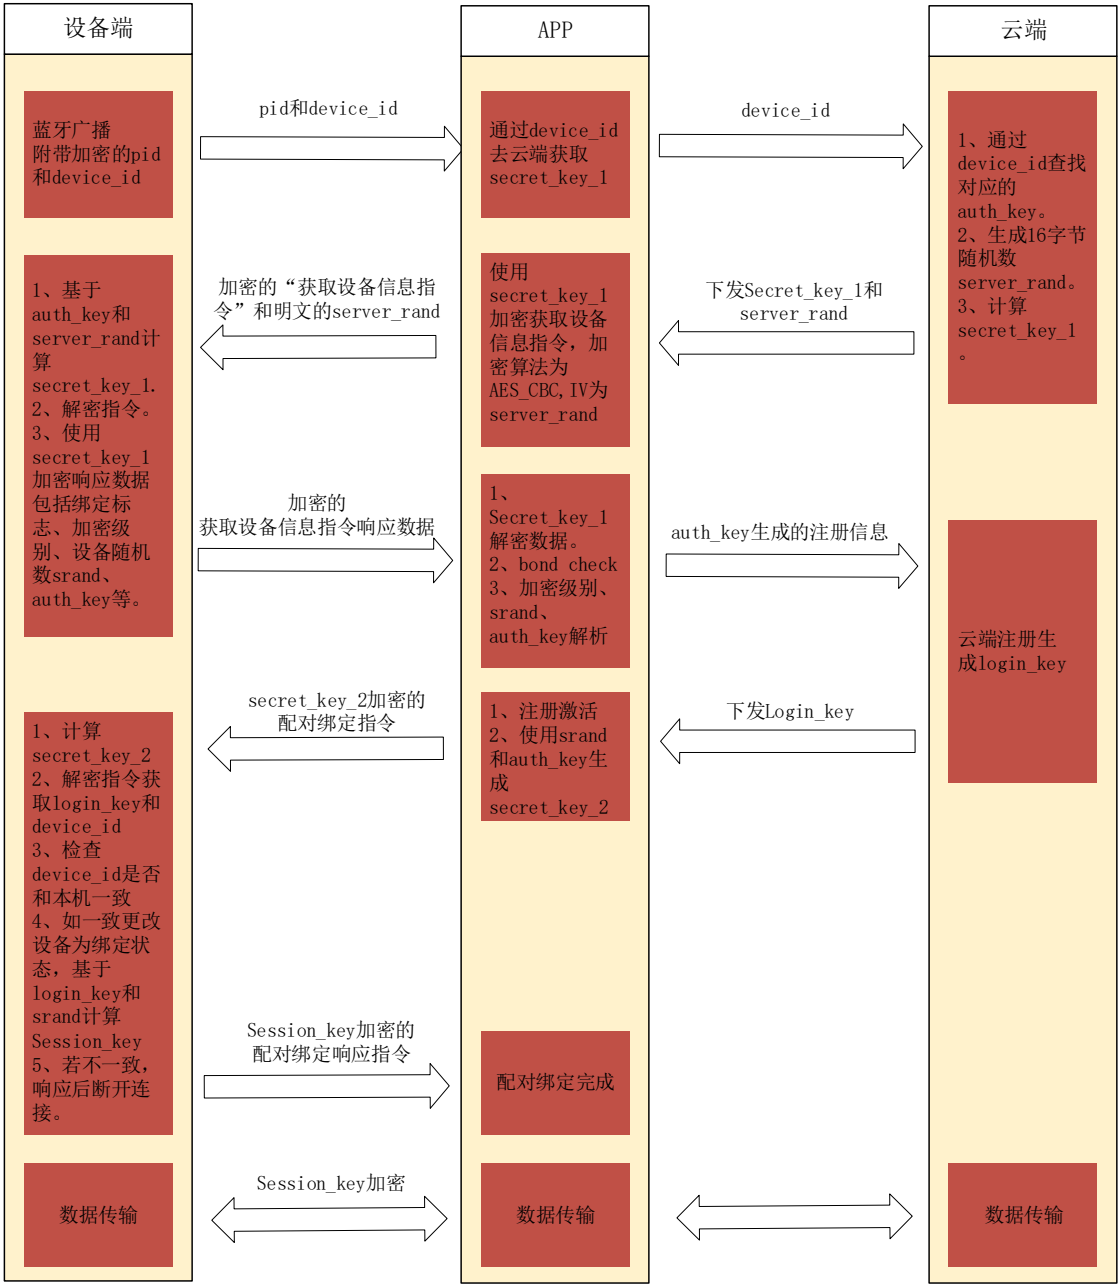 设备端
APP
云端
蓝牙广播
附带加密的pid
和device_id
pid和device_id
通过device_id
去云端获取
secret_key_1
device_id
1、通过
device_id查找
对应的
auth_key。
2、生成16字节
随机数
server_rand。
3、计算
secret_key_1
。
下发Secret_key_1和
server_rand
使用
secret_key_1
加密获取设备
信息指令，加
密算法为
AES_CBC,IV为
server_rand
加密的“获取设备信息指
令”和明文的server_rand
1、基于
auth_key和
server_rand计
算
secret_key_1.
2、解密指令。
3、使用
secret_key_1
加密响应数据
包括绑定标
志、加密级
别、设备随机
数srand、
auth_key等。
加密的
获取设备信息指令响应数据
1、
Secret_key_1
解密数据。
2、bond check
3、加密级别、
srand、
auth_key解析
auth_key生成的注册信息
云端注册生
成login_key
下发Login_key
1、注册激活
2、使用srand
和auth_key生
成
secret_key_2
secret_key_2加密的
配对绑定指令
1、计算
secret_key_2
2、解密指令获
取login_key和
device_id
3、检查
device_id是否
和本机一致
4、如一致更改
设备为绑定状
态，基于
login_key和
srand计算
Session_key
5、若不一致，
响应后断开连
接。
Session_key加密的
配对绑定响应指令
配对绑定完成
数据传输
Session_key加密
数据传输
数据传输